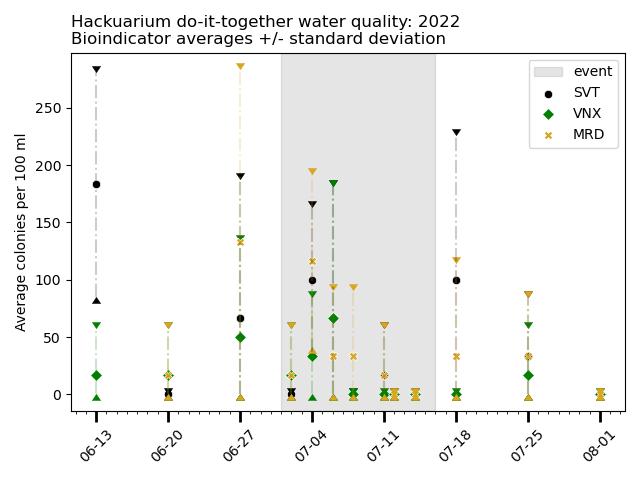 Hackuarium do-it-together water quality: 2022
Bioindicator averages +/- standard deviation
event
SVT
VNX
MRD
Average colonies per 100 ml
250
200
150
100
50
0
06-13
06-20
06-27
07-04
07-11
07-18
07-25
08-01